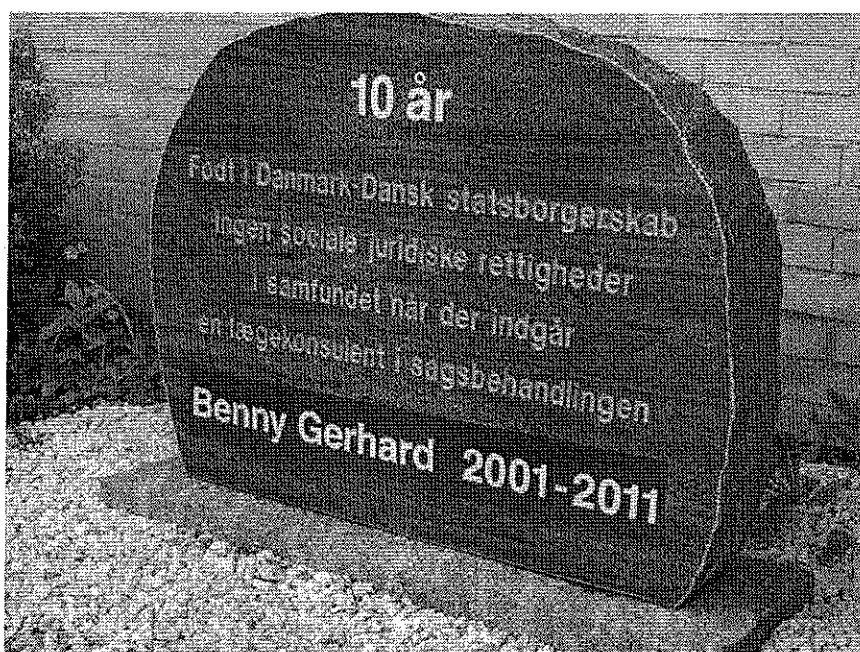 10 år
Født i Danmark-Dansk statsborgerskab
ingen sociale juridiske rettigheder
i samfundet når der indgår
en lægekonsulent i sagsbehandlingen
Benny Gerhard 2001-2011